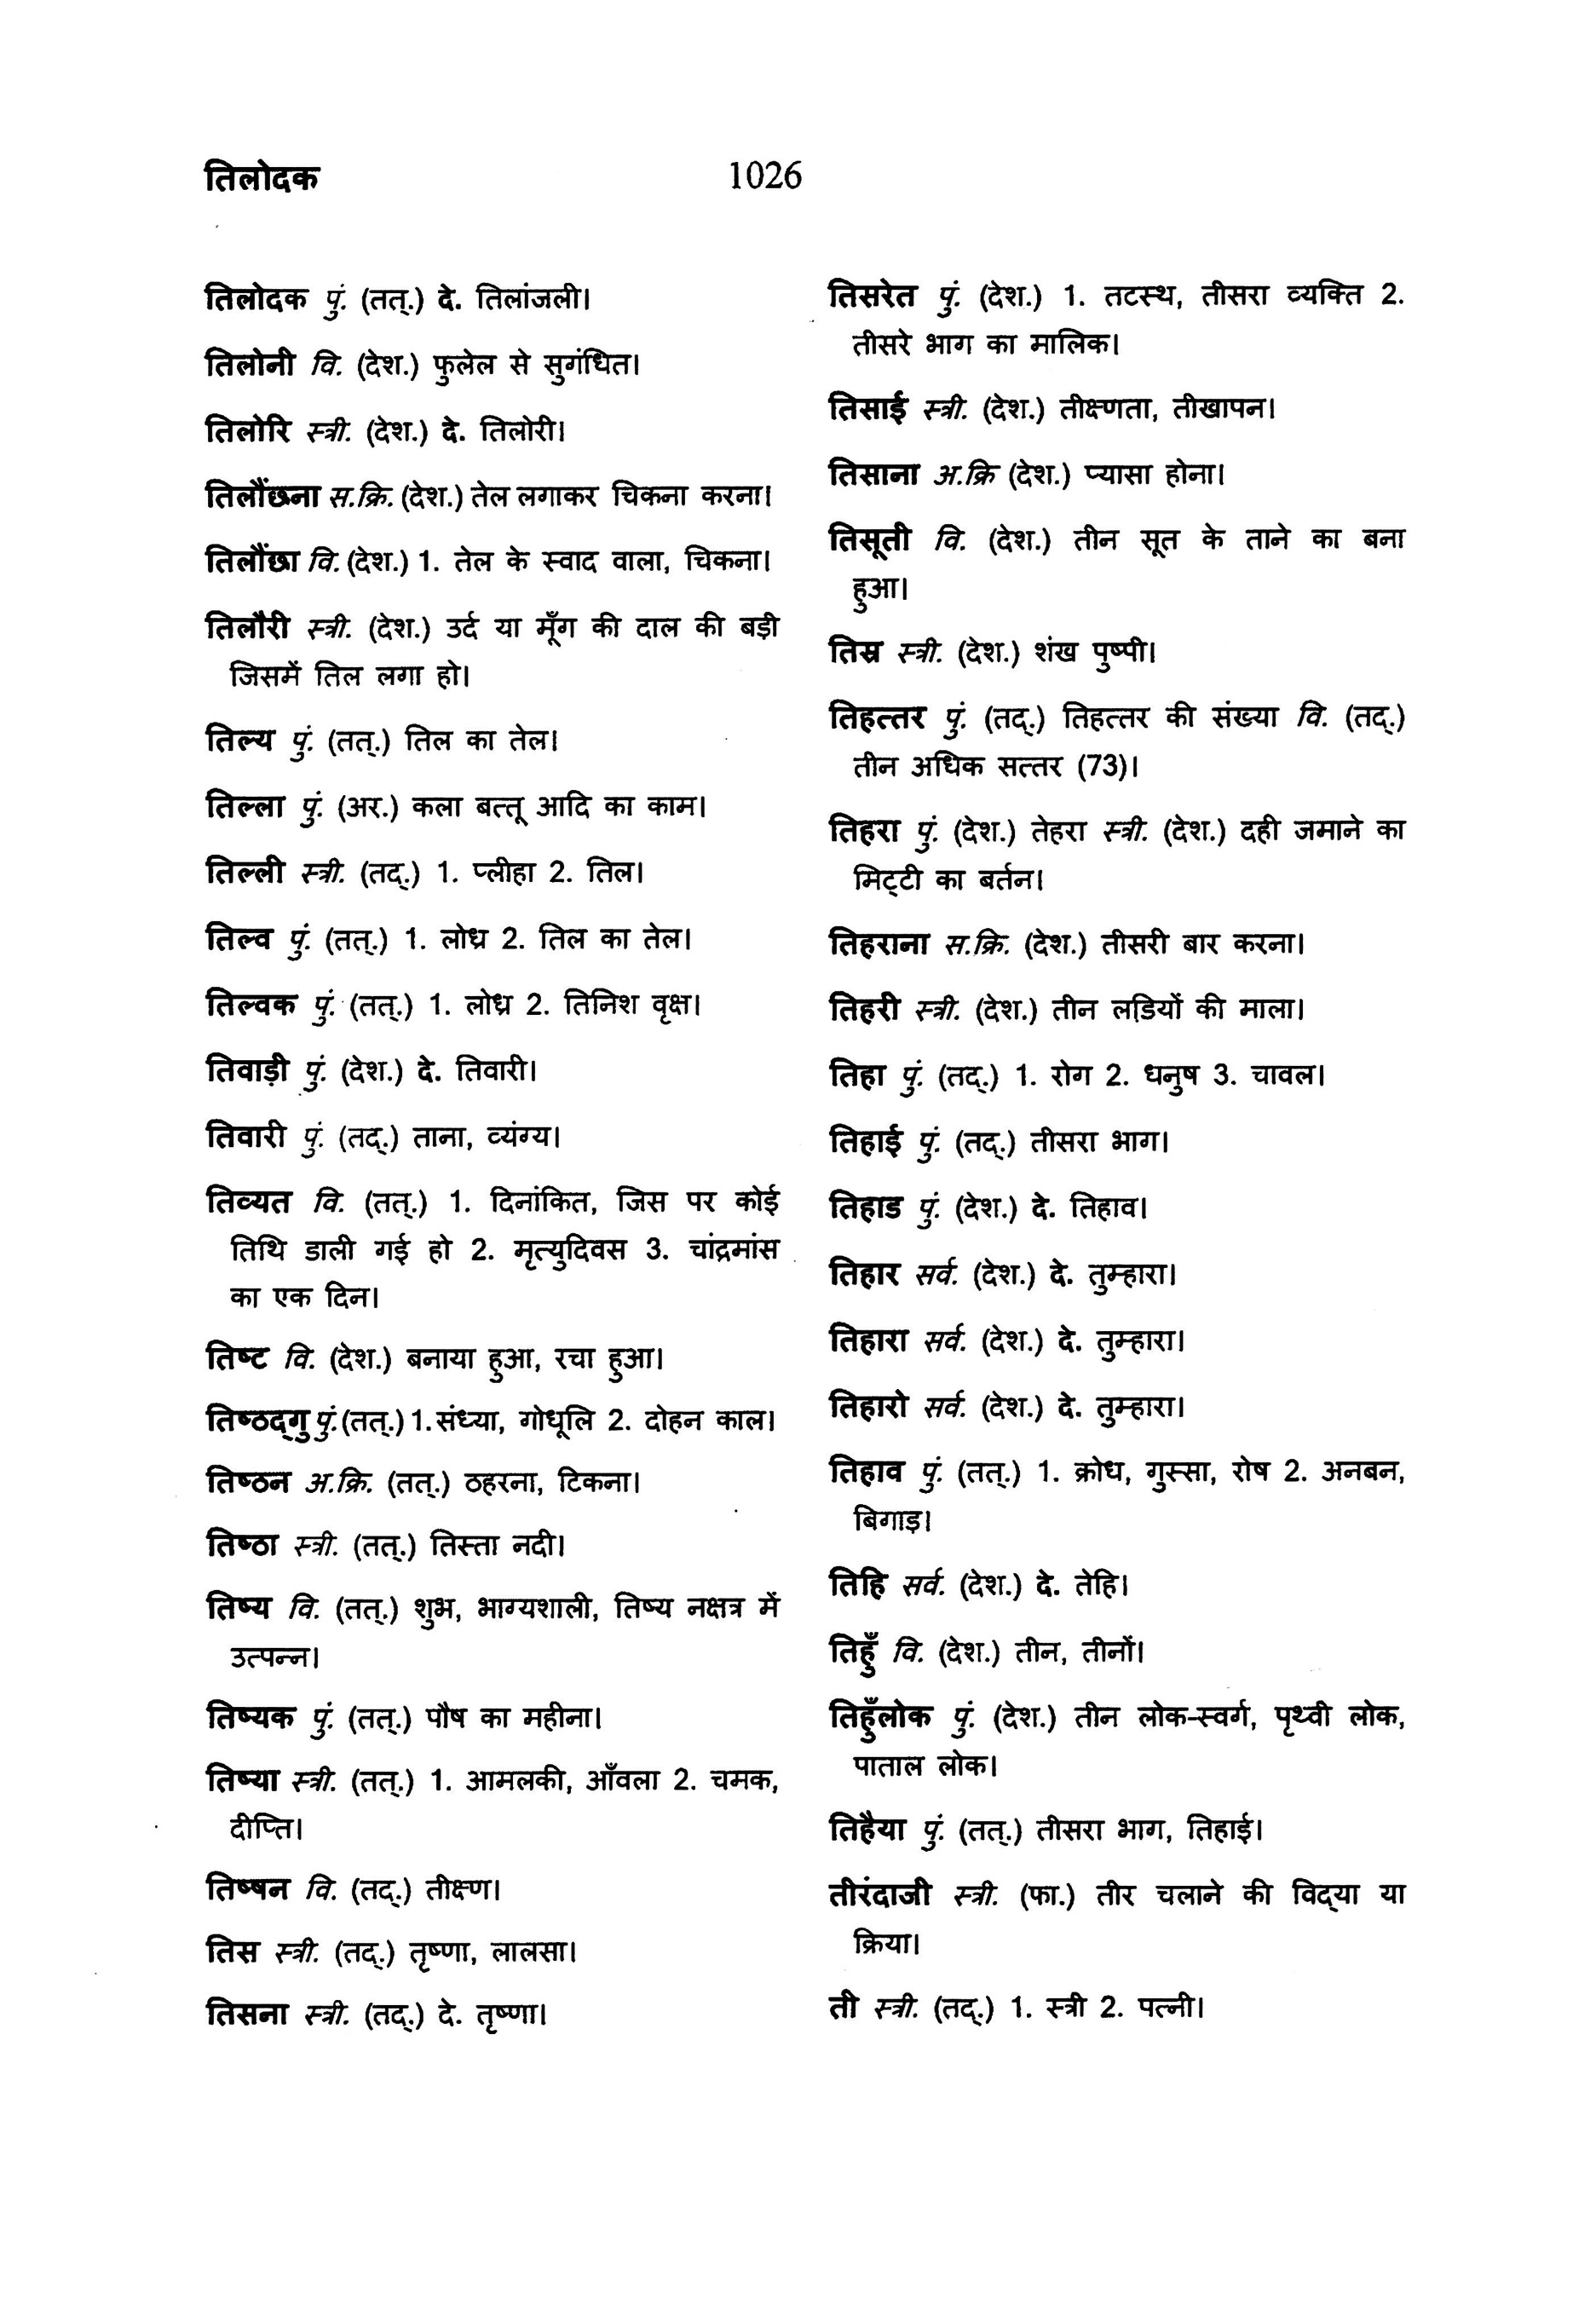 तिलोदक
1026
तिलोदक पुं. (तत्.) दे. तिलांजली।
तिलोनी वि. (देश.) फुलेल से सुगंधित।
तिलोरि स्त्री. (देश.) दे. तिलोरी।
तिलौंछना स.क्रि. (देश.) तेल लगाकर चिकना करना।
तिलौंछा वि. (देश.) 1. तेल के स्वाद वाला, चिकना।
तिलौरी स्त्री. (देश.) उर्द या मूँग की दाल की बड़ी
जिसमें तिल लगा हो।
तिल्य पुं. (तत्.) तिल का तेल।
तिल्ला पुं. (अर.) कला बत्तू आदि का काम।
तिल्ली स्त्री. (तद्.) 1. प्लीहा 2. तिल।
तिल्व पुं. (तत्.) 1. लोध्र 2. तिल का तेल।
तिल्वक पुं. (तत्.) 1. लोध्र 2. तिनिश वृक्ष।
तिवाड़ी पुं. (देश.) दे. तिवारी।
तिवारी पुं. (तद्.) ताना, व्यंग्य।
तिव्यत वि. (तत्.) 1. दिनांकित, जिस पर कोई
तिथि डाली गई हो 2. मृत्युदिवस 3. चांद्रमांस
का एक दिन।
तिष्ट वि. (देश.) बनाया हुआ, रचा हुआ।
तिष्ठद्गु पुं. (तत्.) 1. संध्या, गोधूलि 2. दोहन काल।
तिष्ठन अ.क्रि. (तत्.) ठहरना, टिकना।
तिष्ठा स्त्री. (तत्.) तिस्ता नदी।
तिष्य वि. (तत्.) शुभ, भाग्यशाली, तिष्य नक्षत्र में
उत्पन्न।
तिष्यक पुं. (तत्.) पौष का महीना।
तिष्या स्त्री. (तत्.) 1. आमलकी, आँवला 2. चमक,
दीप्ति।
तिष्षन वि. (तद्.) तीक्ष्ण।
तिस स्त्री. (तद्.) तृष्णा, लालसा।
तिसना स्त्री. (तद्.) दे. तृष्णा।
तिसरेत पुं. (देश.) 1. तटस्थ, तीसरा व्यक्ति 2.
तीसरे भाग का मालिक।
तिसाई स्त्री. (देश.) तीक्ष्णता, तीखापन।
तिसाना अ.क्रि (देश.) प्यासा होना।
तिसूती वि. (देश.) तीन सूत के ताने का बना
हुआ।
तिस्र स्त्री. (देश.) शंख पुष्पी।
तिहत्तर पुं. (तद्.) तिहत्तर की संख्या वि. (तद्.)
तीन अधिक सत्तर (73)।
तिहरा पुं. (देश.) तेहरा स्त्री. (देश.) दही जमाने का
मिट्टी का बर्तन।
तिहराना स.क्रि. (देश.) तीसरी बार करना।
तिहरी स्त्री. (देश.) तीन लडि़यों की माला।
तिहा पुं. (तद्.) 1. रोग 2. धनुष 3. चावल।
तिहाई पुं. (तद्.) तीसरा भाग।
तिहाड पुं. (देश.) दे. तिहाव।
तिहार सर्व. (देश.) दे. तुम्हारा।
तिहारा सर्व. (देश.) दे. तुम्हारा।
तिहारो सर्व. (देश.) दे. तुम्हारा।
तिहाव पुं. (तत्.) 1. क्रोध, गुस्सा, रोष 2. अनबन,
बिगाड़।
तिहि सर्व. (देश.) दे. तेहि।
तिहुँ वि. (देश.) तीन, तीनों।
तिहुँलोक पुं. (देश.) तीन लोक-स्वर्ग, पृथ्वी लोक,
पाताल लोक।
तिहैया पुं. (तत्.) तीसरा भाग, तिहाई।
तीरंदाजी स्त्री. (फा.) तीर चलाने की विद्या या
क्रिया।
ती स्त्री. (तद्.) 1. स्त्री 2. पत्नी।